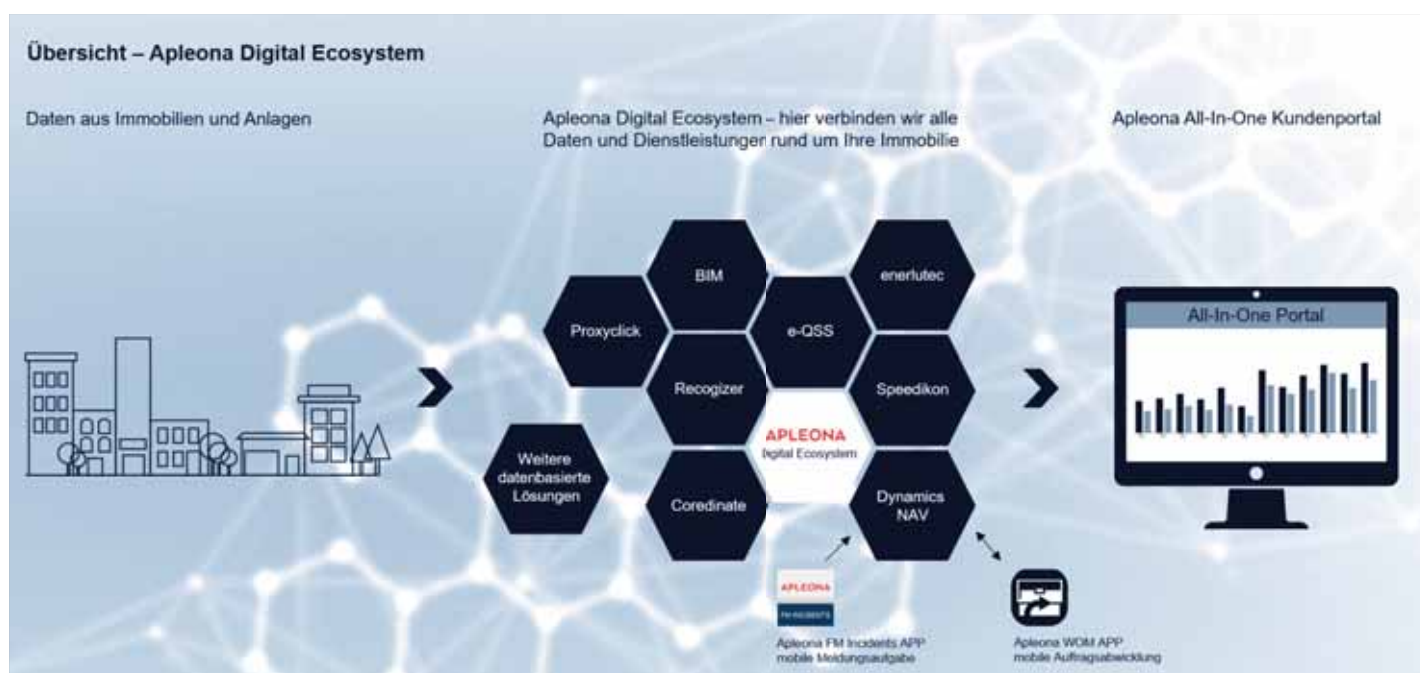 Übersicht – Apleona Digital Ecosystem
Daten aus Immobilien und Anlagen
Apleona Digital Ecosystem – hier verbinden wir alle
Daten und Dienstleistungen rund um Ihre Immobilie
Apleona All-In-One Kundenportal
BIM
enerlutec
Proxyclick
e-QSS
Recogizer
Speedikon
APLEONA
Digital Ecosystem
Weitere
datenbasierte
Lösungen
Coredinate
Dynamics
NAV
All-In-One Portal
APLEONA
FM INCIDENTS
Apleona FM Incidents APP
mobile Meldungsaufgabe
Apleona WOM APP
mobile Auftragsabwicklung